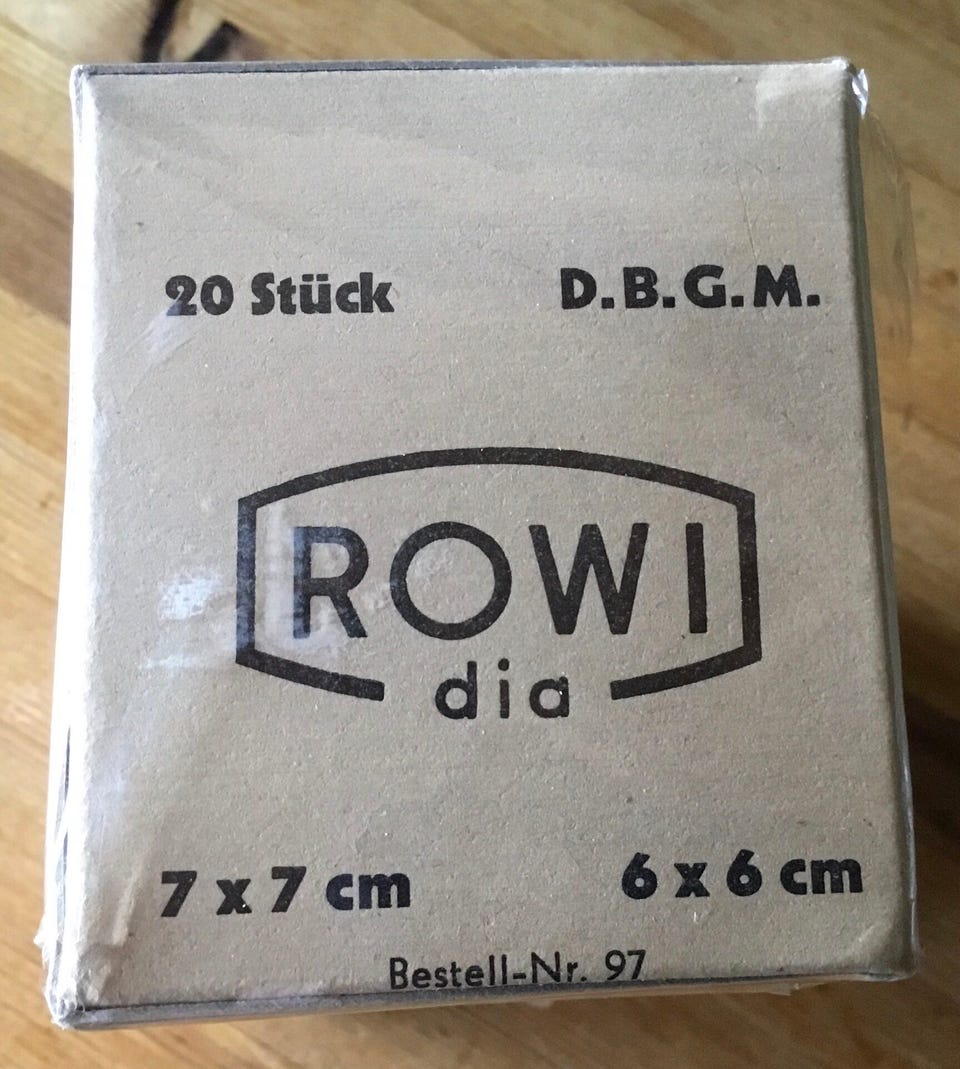 20 Stück D.B.G.M.
ROWI
dia
7 x 7 cm 6 x 6 cm
Bestell-Nr. 97